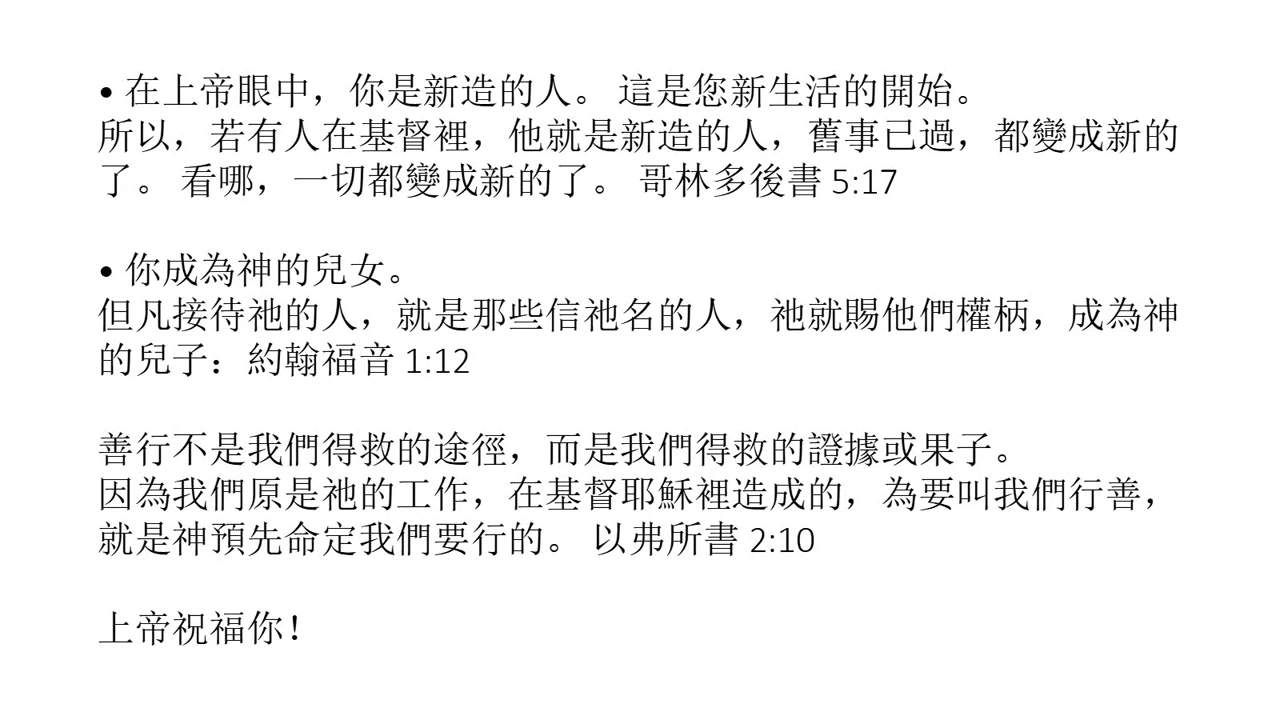 • 在上帝眼中，你是新造的人。 這是您新生活的開始。
所以，若有人在基督裡，他就是新造的人，舊事已過，都變成新的
了。 看哪，一切都變成新的了。 哥林多後書 5:17
• 你成為神的兒女。
但凡接待祂的人，就是那些信祂名的人，祂就賜他們權柄，成為神
的兒子：約翰福音 1:12
善行不是我們得救的途徑，而是我們得救的證據或果子。
因為我們原是祂的工作，在基督耶穌裡造成的，為要叫我們行善，
就是神預先命定我們要行的。 以弗所書 2:10
上帝祝福你！